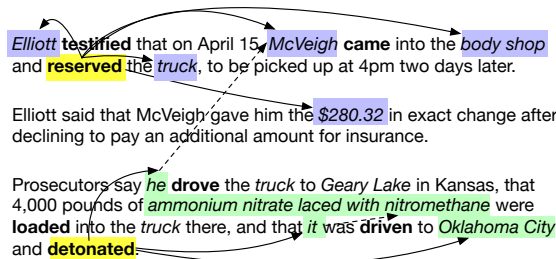 Elliott testified that on April 15, McVeigh came into the body shop
and reserved the truck, to be picked up at 4pm two days later.
Elliott said that McVeigh gave him the $280.32 in exact change after
declining to pay an additional amount for insurance.
Prosecutors say he drove the truck to Geary Lake in Kansas, that
4,000 pounds of ammonium nitrate laced with nitromethane were
loaded into the truck there, and that it was driven to Oklahoma City
and detonated.